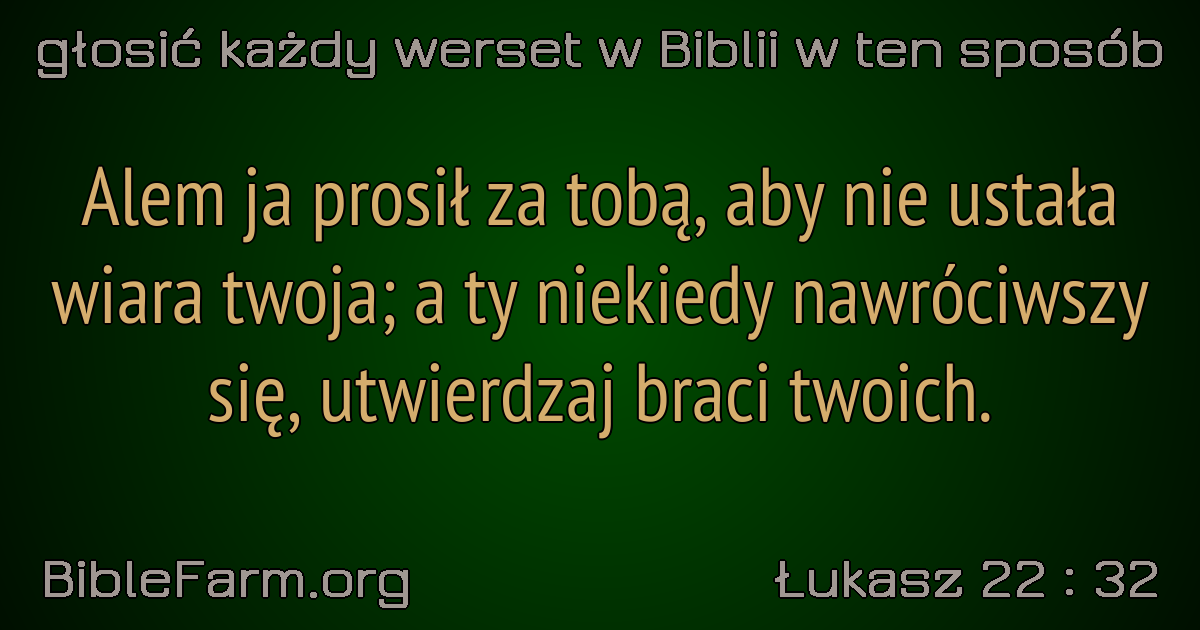 głosić każdy werset w Biblii w ten sposób
Alem ja prosił za tobą, aby nie ustała
wiara twoja; a ty niekiedy nawróciwszy
się, utwierdzaj braci twoich.
BibleFarm.org
Łukasz 22 : 32